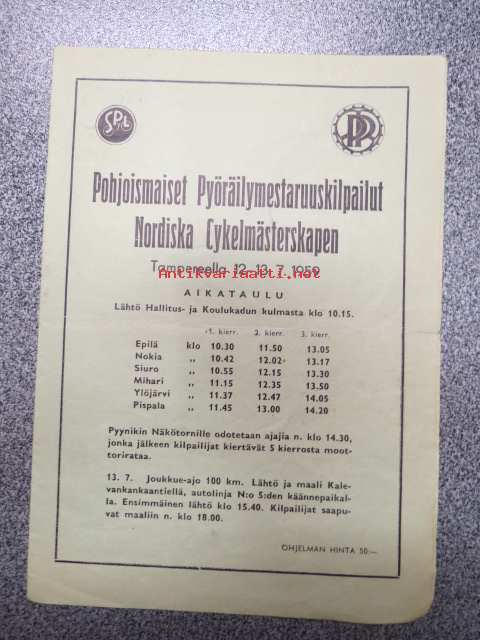 SPL
PP
Pohjoismaiset Pyöräilymestaruuskilpailut
Nordiska Cykelmästerskapen
Tampereella 12.-13.7.1959
Antikvariaatti.net
AIKATAULU
Lähtö Hallitus- ja Koulukadun kulmasta klo 10.15.
1. kierr. 2. kierr. 3. kierr.
Epilä klo 10.30 11.50 13.05
Nokia „ 10.42 12.02 13.17
Siuro „ 10.55 12.15 13.30
Mihari „ 11.15 12.35 13.50
Ylöjärvi „ 11.37 12.47 14.05
Pispala „ 11.45 13.00 14.20
Pyynikin Näkötornille odotetaan ajajia n. klo 14.30,
jonka jälkeen kilpailijat kiertävät 5 kierrosta moot-
torirataa.
13. 7. Joukkue-ajo 100 km. Lähtö ja maali Kale-
vankankaantiellä, autolinja N:o 5:den käännepaikal-
la. Ensimmäinen lähtö klo 15.40. Kilpailijat saapu-
vat maaliin n. klo 18.00.
OHJELMAN HINTA 50:—